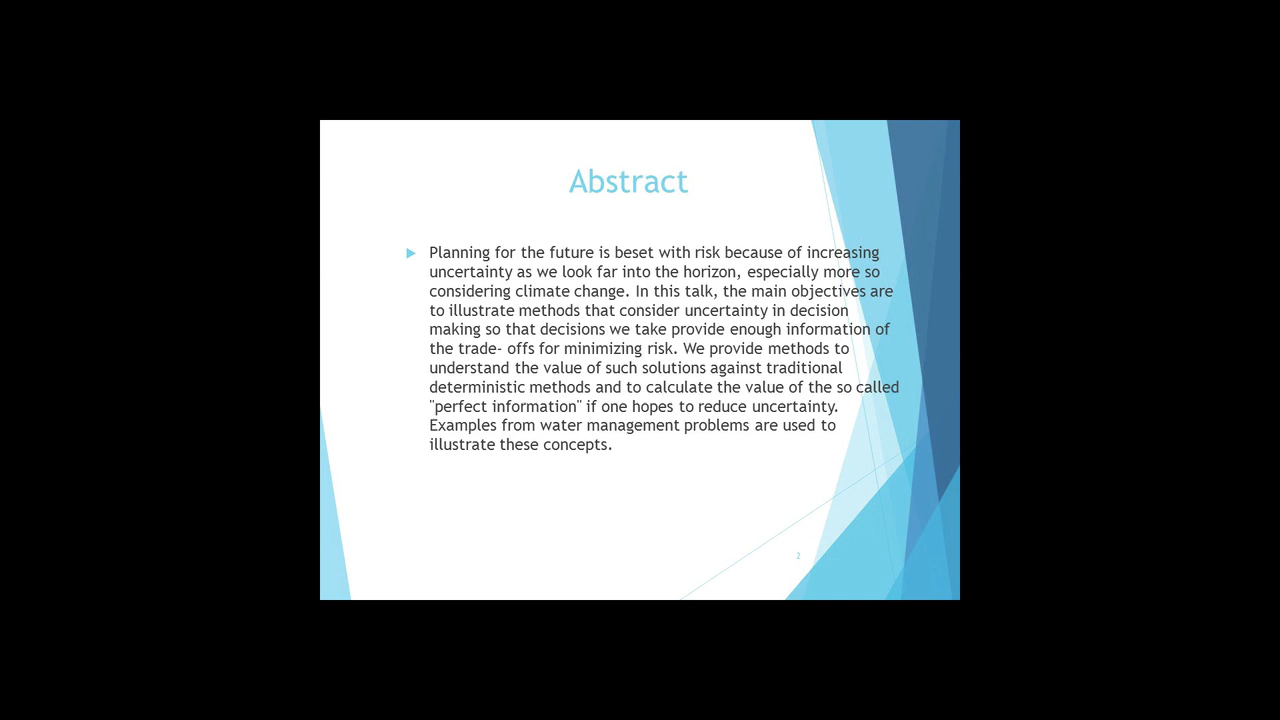 Abstract
Planning for the future is beset with risk because of increasing
uncertainty as we look far into the horizon, especially more so
considering climate change. In this talk, the main objectives are
to illustrate methods that consider uncertainty in decision
making so that decisions we take provide enough information of
the trade- offs for minimizing risk. We provide methods to
understand the value of such solutions against traditional
deterministic methods and to calculate the value of the so called
"perfect information" if one hopes to reduce uncertainty.
Examples from water management problems are used to
illustrate these concepts.
2